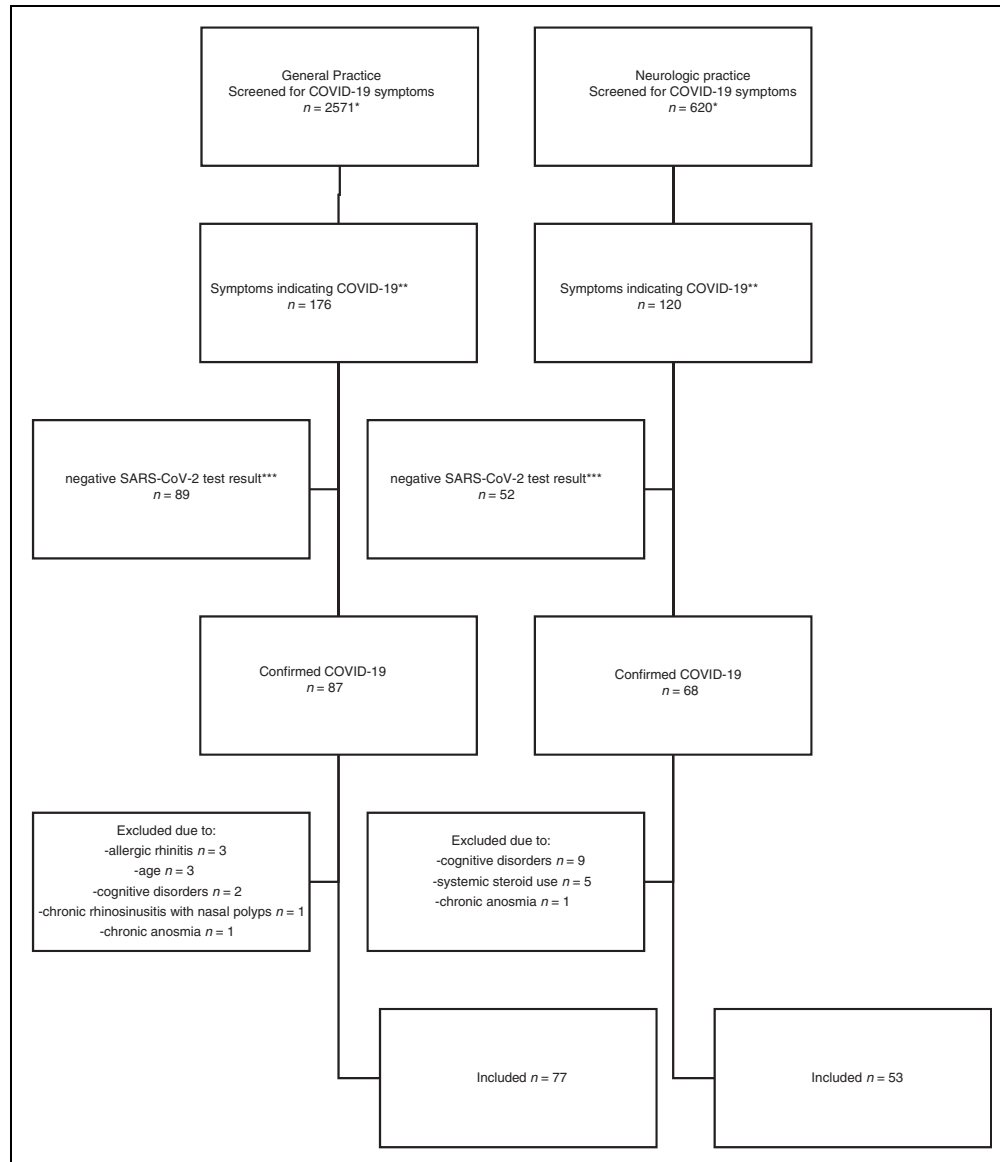 General Practice
Screened for COVID-19 symptoms
n = 2571*
Neurologic practice
Screened for COVID-19 symptoms
n = 620*
Symptoms indicating COVID-19**
n = 176
Symptoms indicating COVID-19**
n = 120
negative SARS-CoV-2 test result***
n = 89
negative SARS-CoV-2 test result***
n = 52
Confirmed COVID-19
n = 87
Confirmed COVID-19
n = 68
Excluded due to:
-allergic rhinitis n = 3
-age n = 3
-cognitive disorders n = 2
-chronic rhinosinusitis with nasal polyps n = 1
-chronic anosmia n = 1
Excluded due to:
-cognitive disorders n = 9
-systemic steroid use n = 5
-chronic anosmia n = 1
Included n = 77
Included n = 53